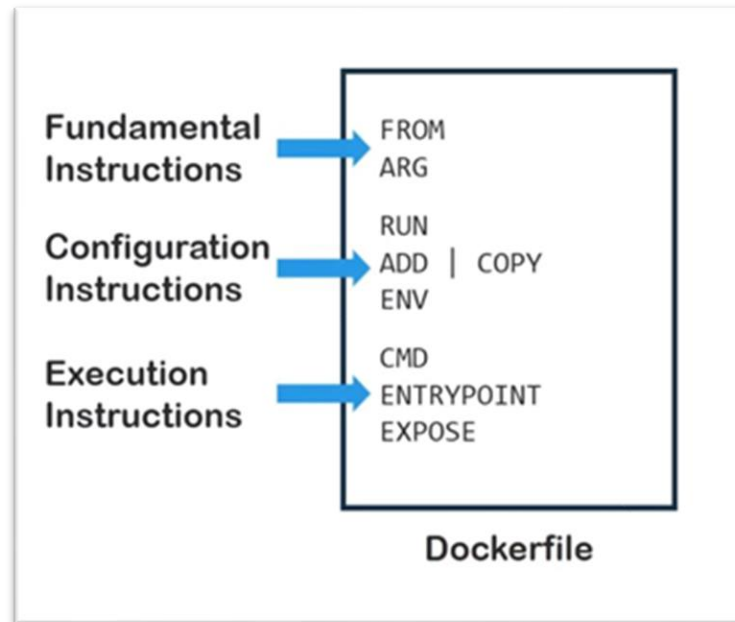 Fundamental
Instructions
FROM
ARG
Configuration
Instructions
RUN
ADD | COPY
ENV
Execution
Instructions
CMD
ENTRYPOINT
EXPOSE
Dockerfile